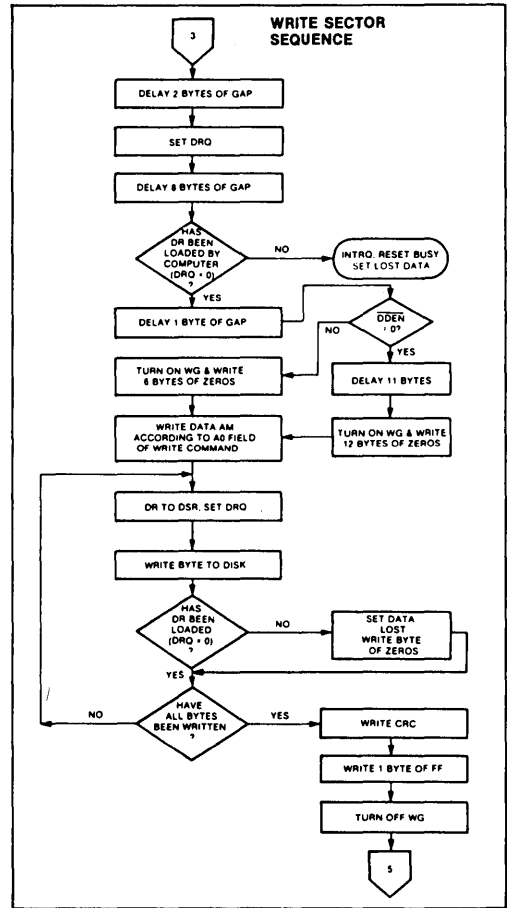 WRITE SECTOR
SEQUENCE
3
DELAY 2 BYTES OF GAP
SET DRQ
DELAY 8 BYTES OF GAP
HAS
DR BEEN
LOADED BY
COMPUTER
(DRQ = 0)
?
NO
INTRQ, RESET BUSY
SET LOST DATA
YES
DELAY 1 BYTE OF GAP
DDEN
= 0?
NO
YES
TURN ON WG & WRITE
6 BYTES OF ZEROS
DELAY 11 BYTES
WRITE DATA AM
ACCORDING TO A0 FIELD
OF WRITE COMMAND
TURN ON WG & WRITE
12 BYTES OF ZEROS
DR TO DSR, SET DRQ
WRITE BYTE TO DISK
HAS
DR BEEN
LOADED
(DRQ = 0)
?
NO
SET DATA
LOST
WRITE BYTE
OF ZEROS
YES
HAVE
ALL BYTES
BEEN WRITTEN
?
NO
YES
WRITE CRC
WRITE 1 BYTE OF FF
TURN OFF WG
5